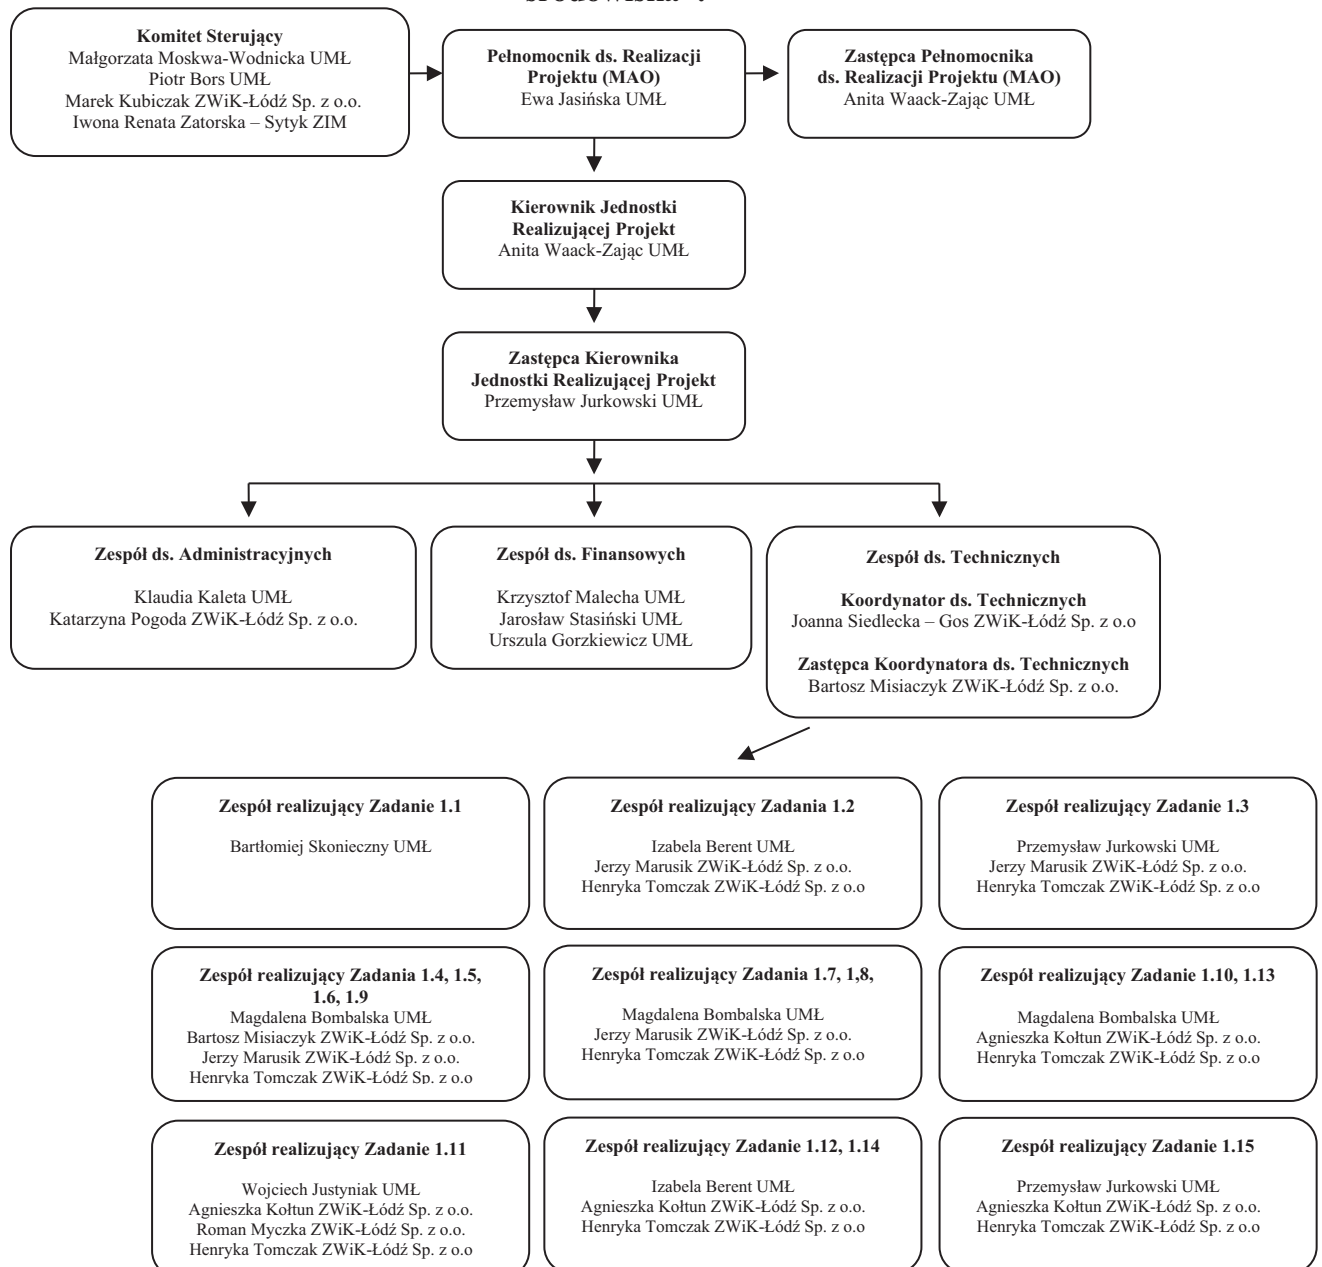 Komitet Sterujący
Małgorzata Moskwa-Wodnicka UMŁ
Piotr Bors UMŁ
Marek Kubiczak ZWiK-Łódź Sp. z o.o.
Iwona Renata Zatorska – Sytyk ZIM
Pełnomocnik ds. Realizacji
Projektu (MAO)
Ewa Jasińska UMŁ
Zastępca Pełnomocnika
ds. Realizacji Projektu (MAO)
Anita Waack-Zając UMŁ
Kierownik Jednostki
Realizującej Projekt
Anita Waack-Zając UMŁ
Zastępca Kierownika
Jednostki Realizującej Projekt
Przemysław Jurkowski UMŁ
Zespół ds. Administracyjnych
Klaudia Kaleta UMŁ
Katarzyna Pogoda ZWiK-Łódź Sp. z o.o.
Zespół ds. Finansowych
Krzysztof Malecha UMŁ
Jarosław Stasiński UMŁ
Urszula Gorzkiewicz UMŁ
Zespół ds. Technicznych
Koordynator ds. Technicznych
Joanna Siedlecka – Gos ZWiK-Łódź Sp. z o.o
Zastępca Koordynatora ds. Technicznych
Bartosz Misiaczyk ZWiK-Łódź Sp. z o.o.
Zespół realizujący Zadanie 1.1
Bartłomiej Skonieczny UMŁ
Zespół realizujący Zadania 1.2
Izabela Berent UMŁ
Jerzy Marusik ZWiK-Łódź Sp. z o.o.
Henryka Tomczak ZWiK-Łódź Sp. z o.o
Zespół realizujący Zadanie 1.3
Przemysław Jurkowski UMŁ
Jerzy Marusik ZWiK-Łódź Sp. z o.o.
Henryka Tomczak ZWiK-Łódź Sp. z o.o
Zespół realizujący Zadania 1.4, 1.5,
1.6, 1.9
Magdalena Bombalska UMŁ
Bartosz Misiaczyk ZWiK-Łódź Sp. z o.o.
Jerzy Marusik ZWiK-Łódź Sp. z o.o.
Henryka Tomczak ZWiK-Łódź Sp. z o.o
Zespół realizujący Zadania 1.7, 1,8,
Magdalena Bombalska UMŁ
Jerzy Marusik ZWiK-Łódź Sp. z o.o.
Henryka Tomczak ZWiK-Łódź Sp. z o.o
Zespół realizujący Zadanie 1.10, 1.13
Magdalena Bombalska UMŁ
Agnieszka Kołtun ZWiK-Łódź Sp. z o.o.
Henryka Tomczak ZWiK-Łódź Sp. z o.o
Zespół realizujący Zadanie 1.11
Wojciech Justyniak UMŁ
Agnieszka Kołtun ZWiK-Łódź Sp. z o.o.
Roman Myczka ZWiK-Łódź Sp. z o.o.
Henryka Tomczak ZWiK-Łódź Sp. z o.o
Zespół realizujący Zadanie 1.12, 1.14
Izabela Berent UMŁ
Agnieszka Kołtun ZWiK-Łódź Sp. z o.o.
Henryka Tomczak ZWiK-Łódź Sp. z o.o
Zespół realizujący Zadanie 1.15
Przemysław Jurkowski UMŁ
Agnieszka Kołtun ZWiK-Łódź Sp. z o.o.
Henryka Tomczak ZWiK-Łódź Sp. z o.o